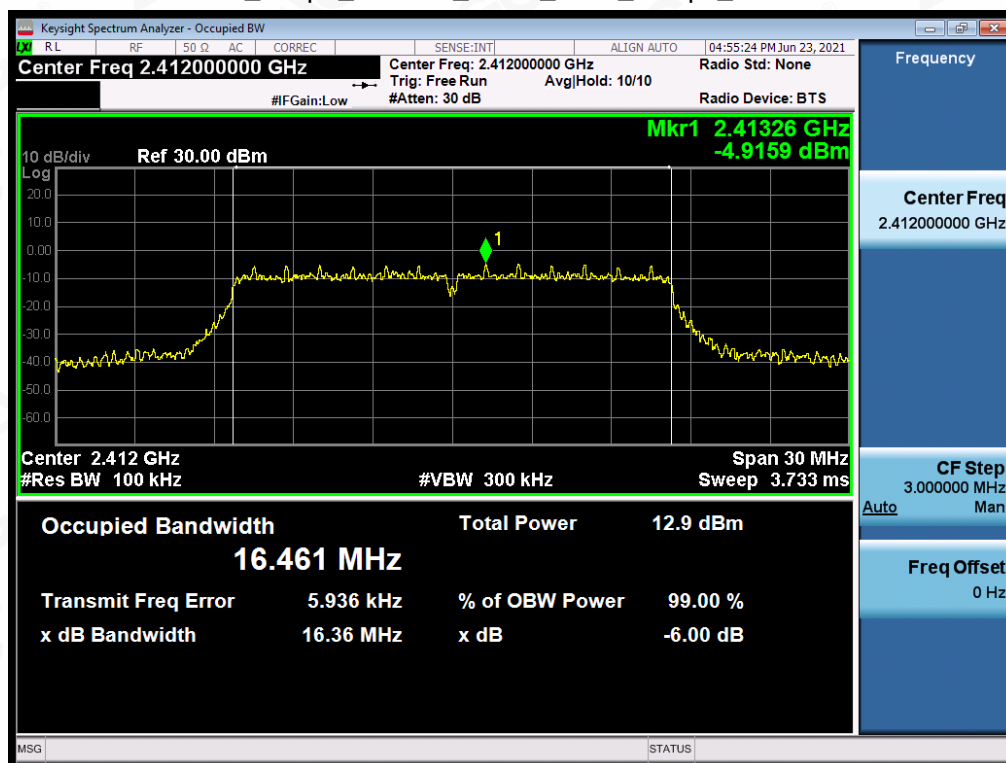 Keysight Spectrum Analyzer - Occupied BW
LXI RL RF 50 Ω AC CORREC SENSE:INT ALIGN AUTO 04:55:24 PM Jun 23, 2021
Center Freq 2.412000000 GHz
Center Freq: 2.412000000 GHz Radio Std: None
Trig: Free Run Avg|Hold: 10/10
#IFGain:Low #Atten: 30 dB Radio Device: BTS
Mkr1 2.41326 GHz
-4.9159 dBm
10 dB/div Ref 30.00 dBm
Log
20.0
10.0
0.00
-10.0
-20.0
-30.0
-40.0
-50.0
-60.0
1
Center 2.412 GHz Span 30 MHz
#Res BW 100 kHz #VBW 300 kHz Sweep 3.733 ms
Occupied Bandwidth Total Power 12.9 dBm
16.461 MHz
Transmit Freq Error 5.936 kHz % of OBW Power 99.00 %
x dB Bandwidth 16.36 MHz x dB -6.00 dB
MSG STATUS
Frequency
Center Freq
2.412000000 GHz
CF Step
3.000000 MHz
Auto Man
Freq Offset
0 Hz